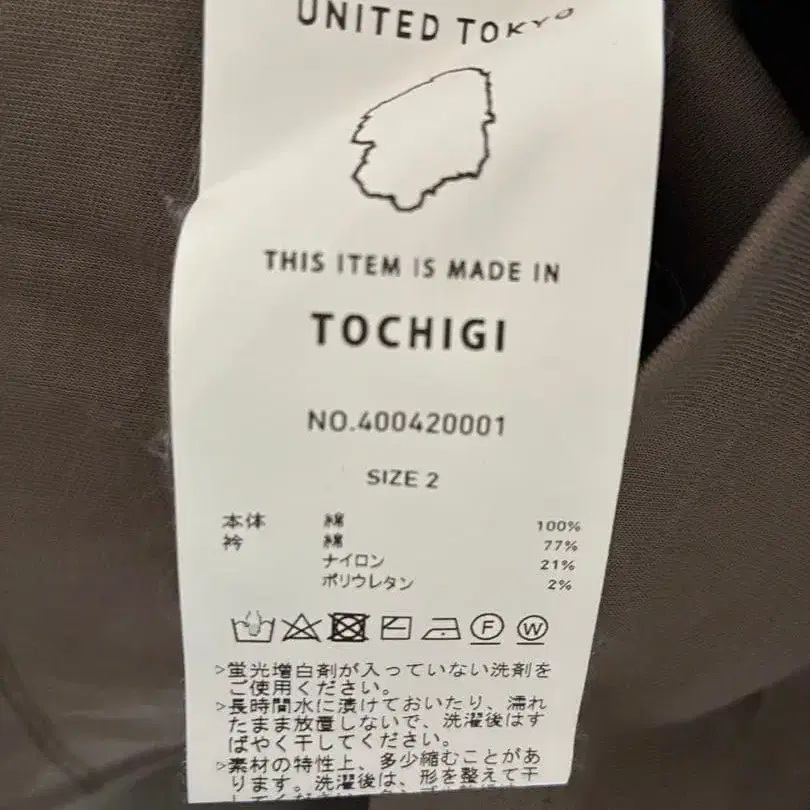 UNITED TOKYO
THIS ITEM IS MADE IN
TOCHIGI
NO.400420001
SIZE 2
本体 綿 100%
衿 綿 77%
ナイロン 21%
ポリウレタン 2%
F W
>蛍光増白剤が入っていない洗剤を
ご使用ください。
>長時間水に漬けておいたり、濡れ
たまま放置しないで、洗濯後はす
ばやく干してください。
>素材の特性上、多少縮むことがあ
ります。洗濯後は、形を整えて干